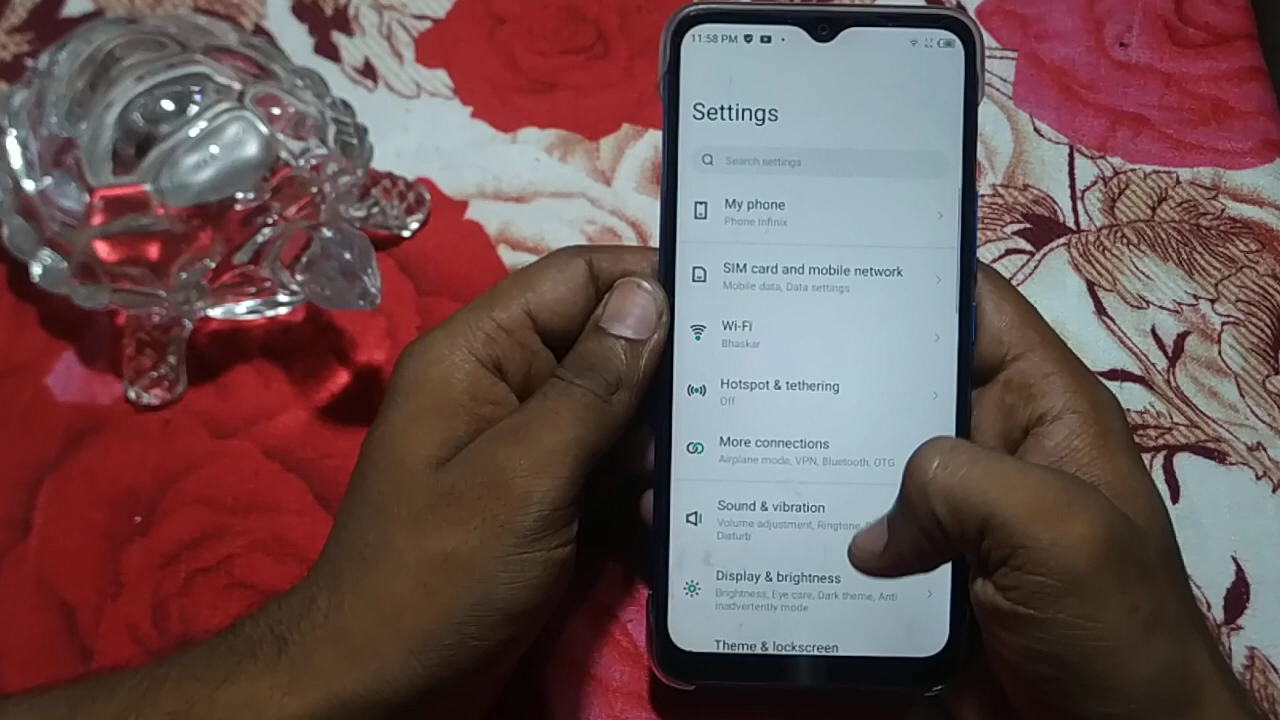 11:58 PM
Settings
Search settings
My phone
Phone Infinix
SIM card and mobile network
Mobile data, Data settings
Wi-Fi
Bhaskar
Hotspot & tethering
Off
More connections
Airplane mode, VPN, Bluetooth, OTG
Sound & vibration
Volume adjustment, Ringtone,
Disturb
Display & brightness
Brightness, Eye care, Dark theme, Anti
inadvertently mode
Theme & lockscreen